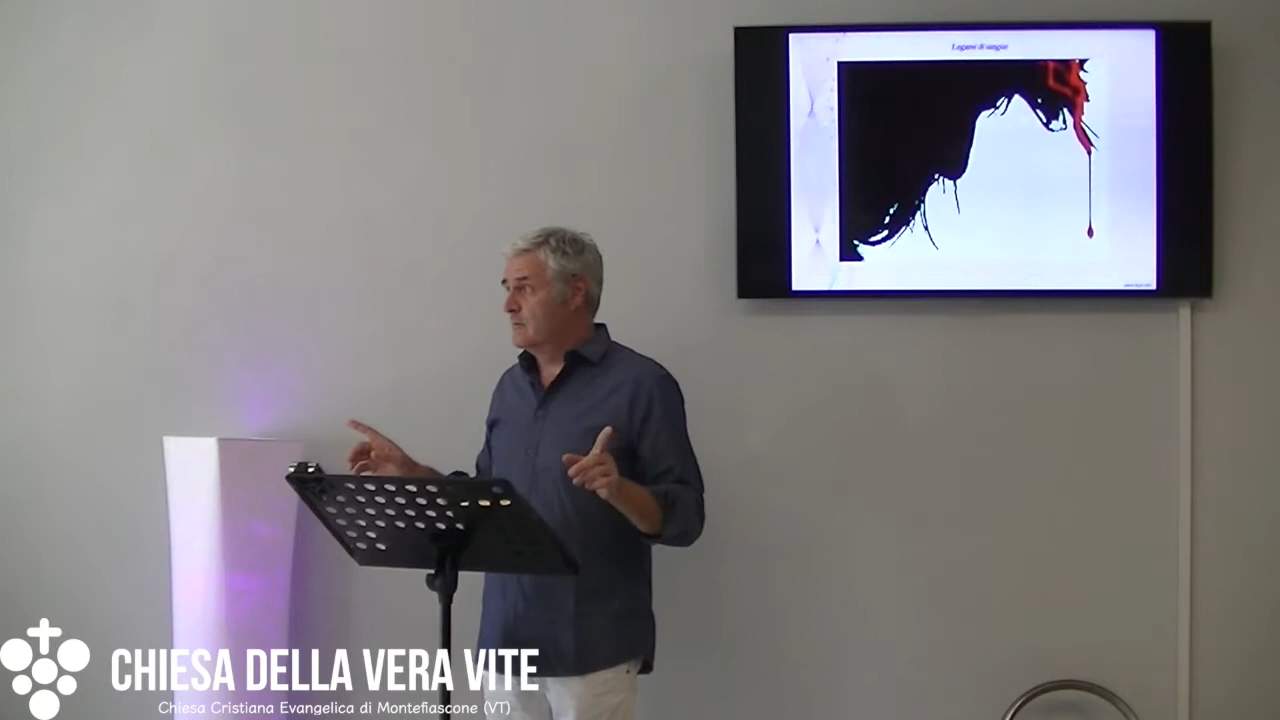 Legami di sangue
CHIESA DELLA VERA VITE
Chiesa Cristiana Evangelica di Montefiascone (VT)